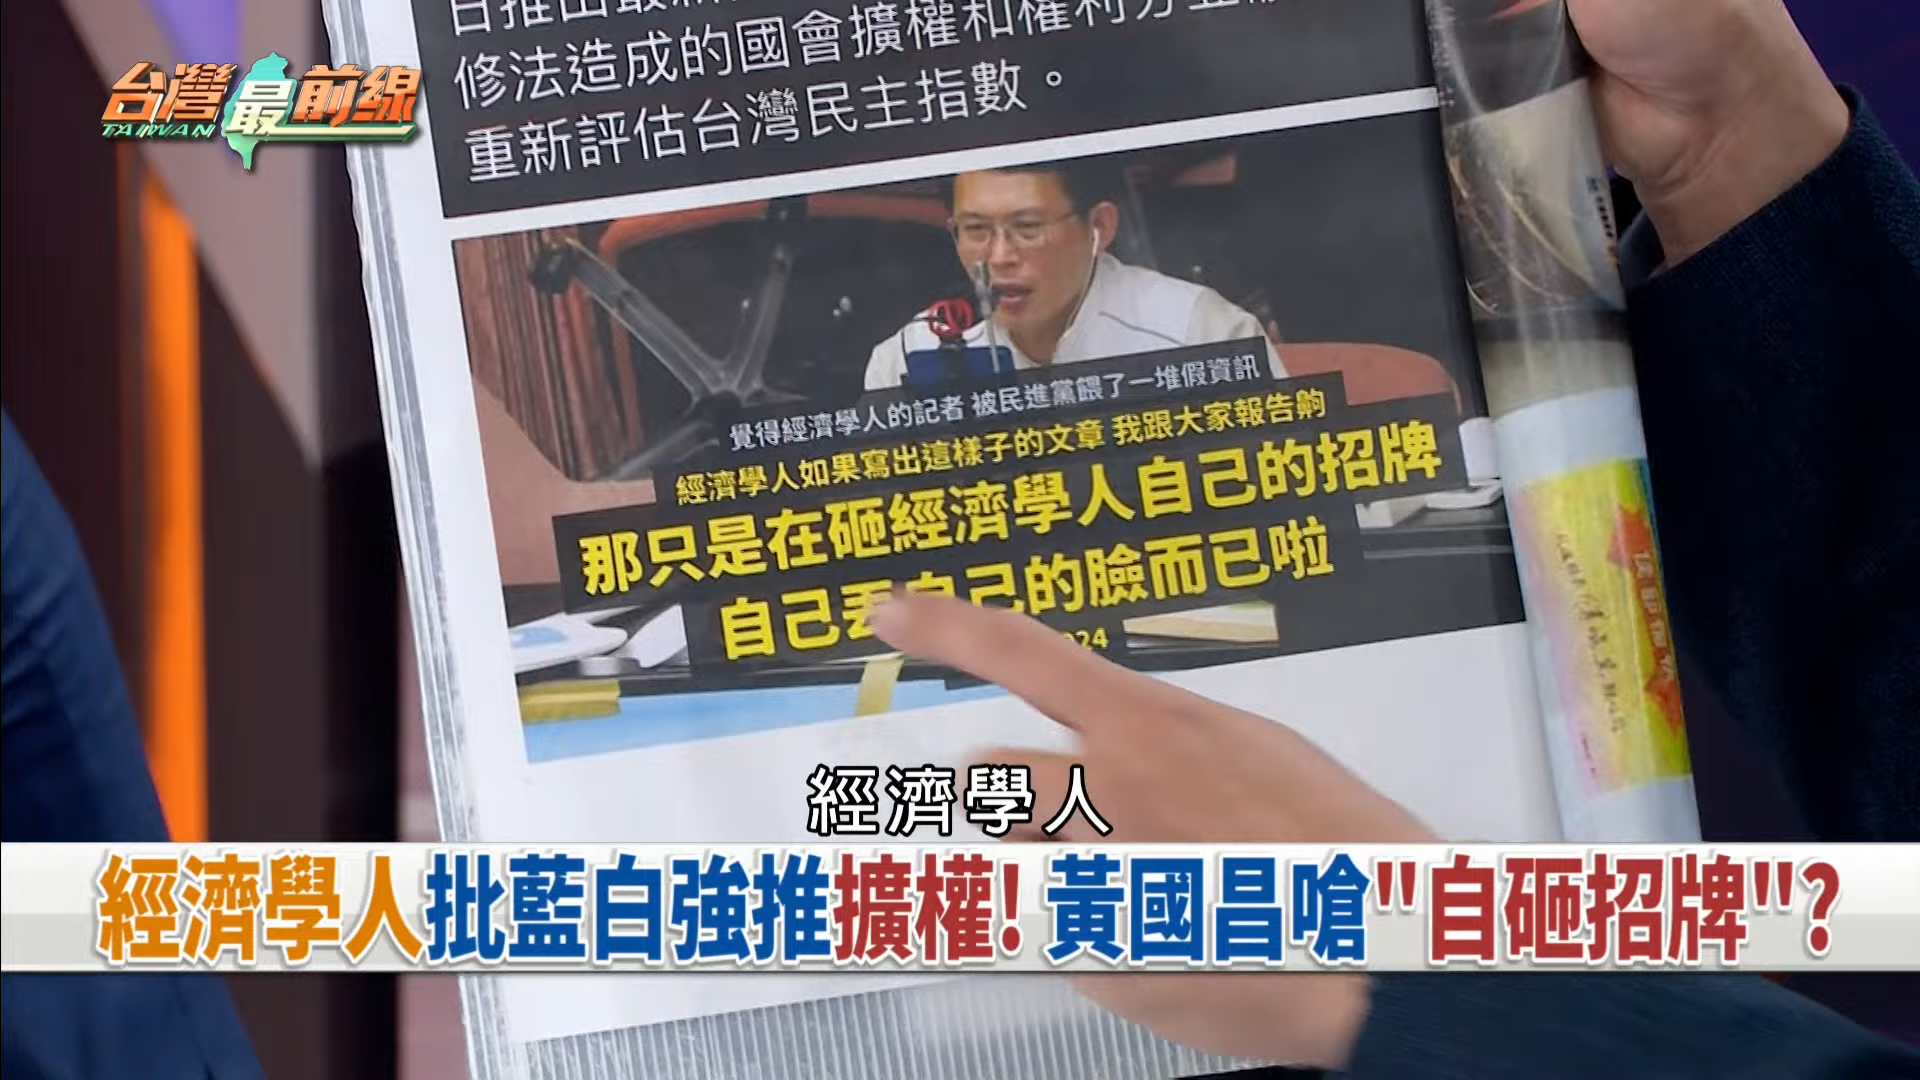 台灣最前線
TAIWAN
修法造成的國會擴權和權利分立
重新評估台灣民主指數。
覺得經濟學人的記者 被民進黨餵了一堆假資訊
經濟學人如果寫出這樣子的文章 我跟大家報告齁
那只是在砸經濟學人自己的招牌
自己丟自己的臉而已啦
經濟學人
經濟學人批藍白強推擴權! 黃國昌嗆"自砸招牌"?